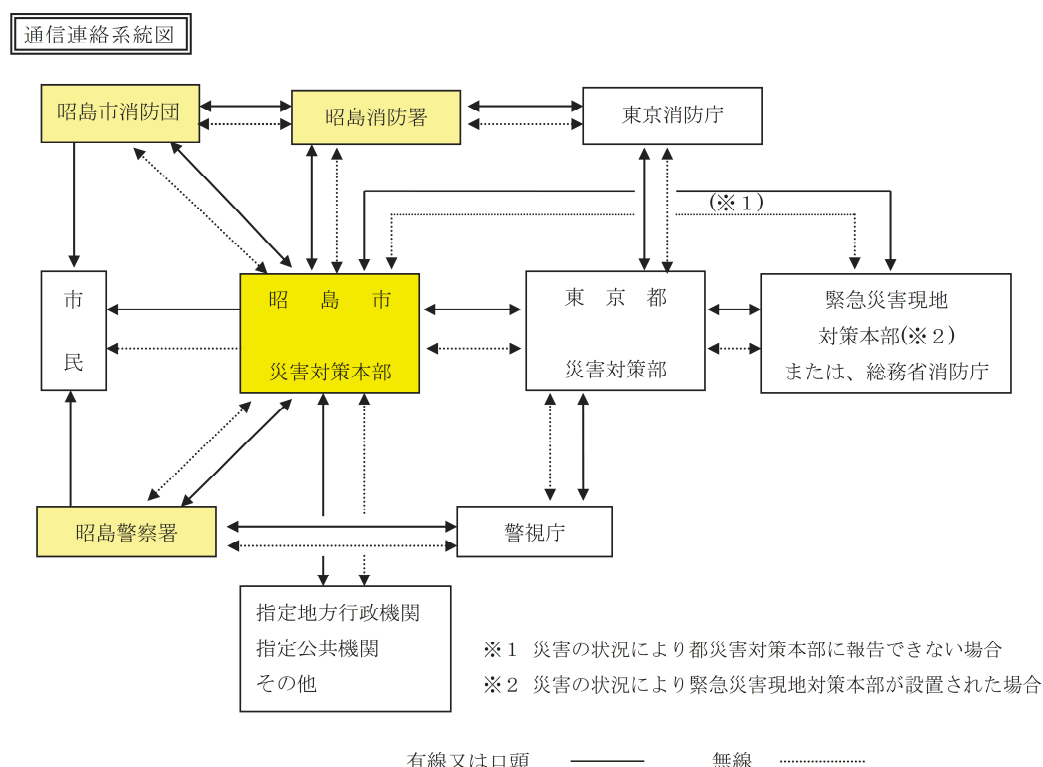 通信連絡系統図
昭島市消防団
昭島消防署
東京消防庁
(※１)
市
民
昭　島　市
災害対策本部
東　京　都
災害対策部
緊急災害現地
対策本部(※２)
または、総務省消防庁
昭島警察署
警視庁
指定地方行政機関
指定公共機関
その他
※１ 災害の状況により都災害対策本部に報告できない場合
※２ 災害の状況により緊急災害現地対策本部が設置された場合
有線又は口頭　　無線